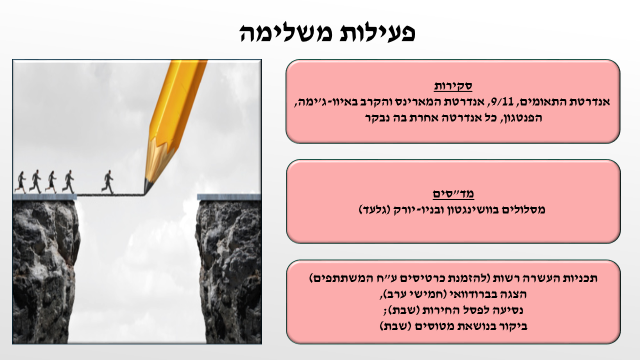 פעילות משלימה
סקירות
אנדרטת התאומים, 9/11, אנדרטת המארינס והקרב באיוו-ג'ימה,
הפנטגון, כל אנדרטה אחרת בה נבקר
מד"סים
מסלולים בוושינגטון ובניו-יורק (גלעד)
תכניות העשרה רשות (להזמנת כרטיסים ע"ח המשתתפים)
הצגה בברודוואי (חמישי ערב),
נסיעה לפסל החירות (שבת);
ביקור בנושאת מטוסים (שבת)